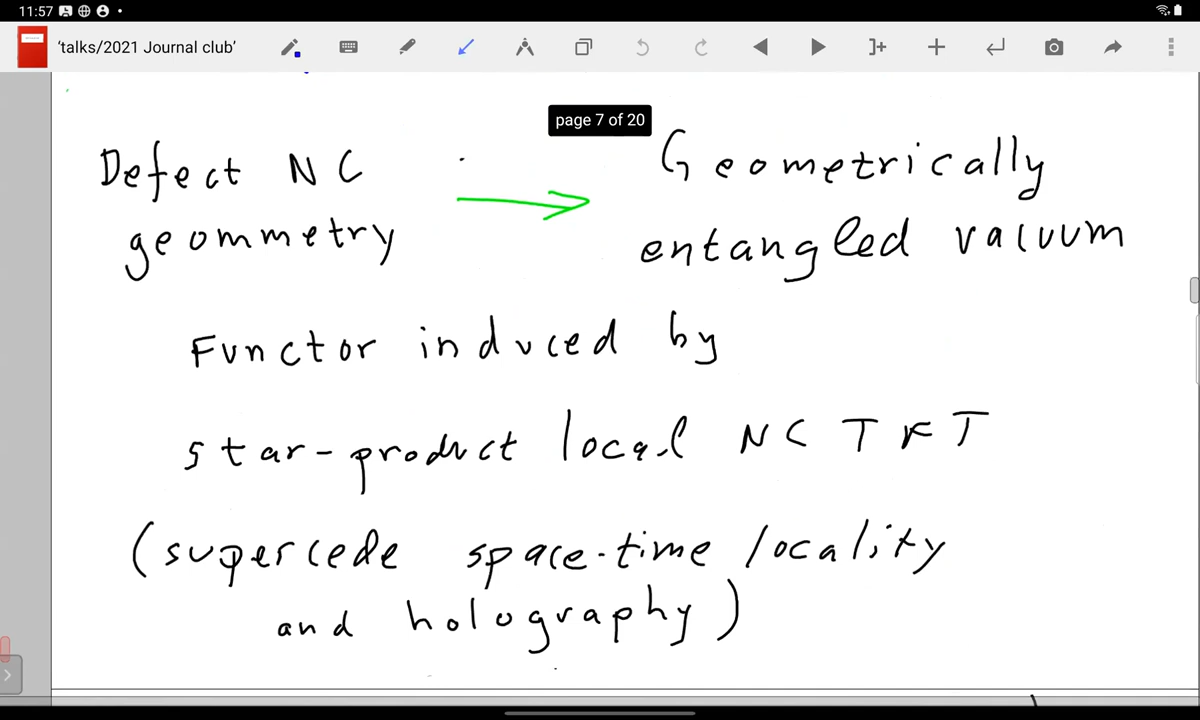 11:57
'talks/2021 Journal club'
page 7 of 20
Defect NC
geommetry
Geometrically
entangled vacuum
Functor induced by
star-product local NC TFT
(supercede space-time locality
and holography)